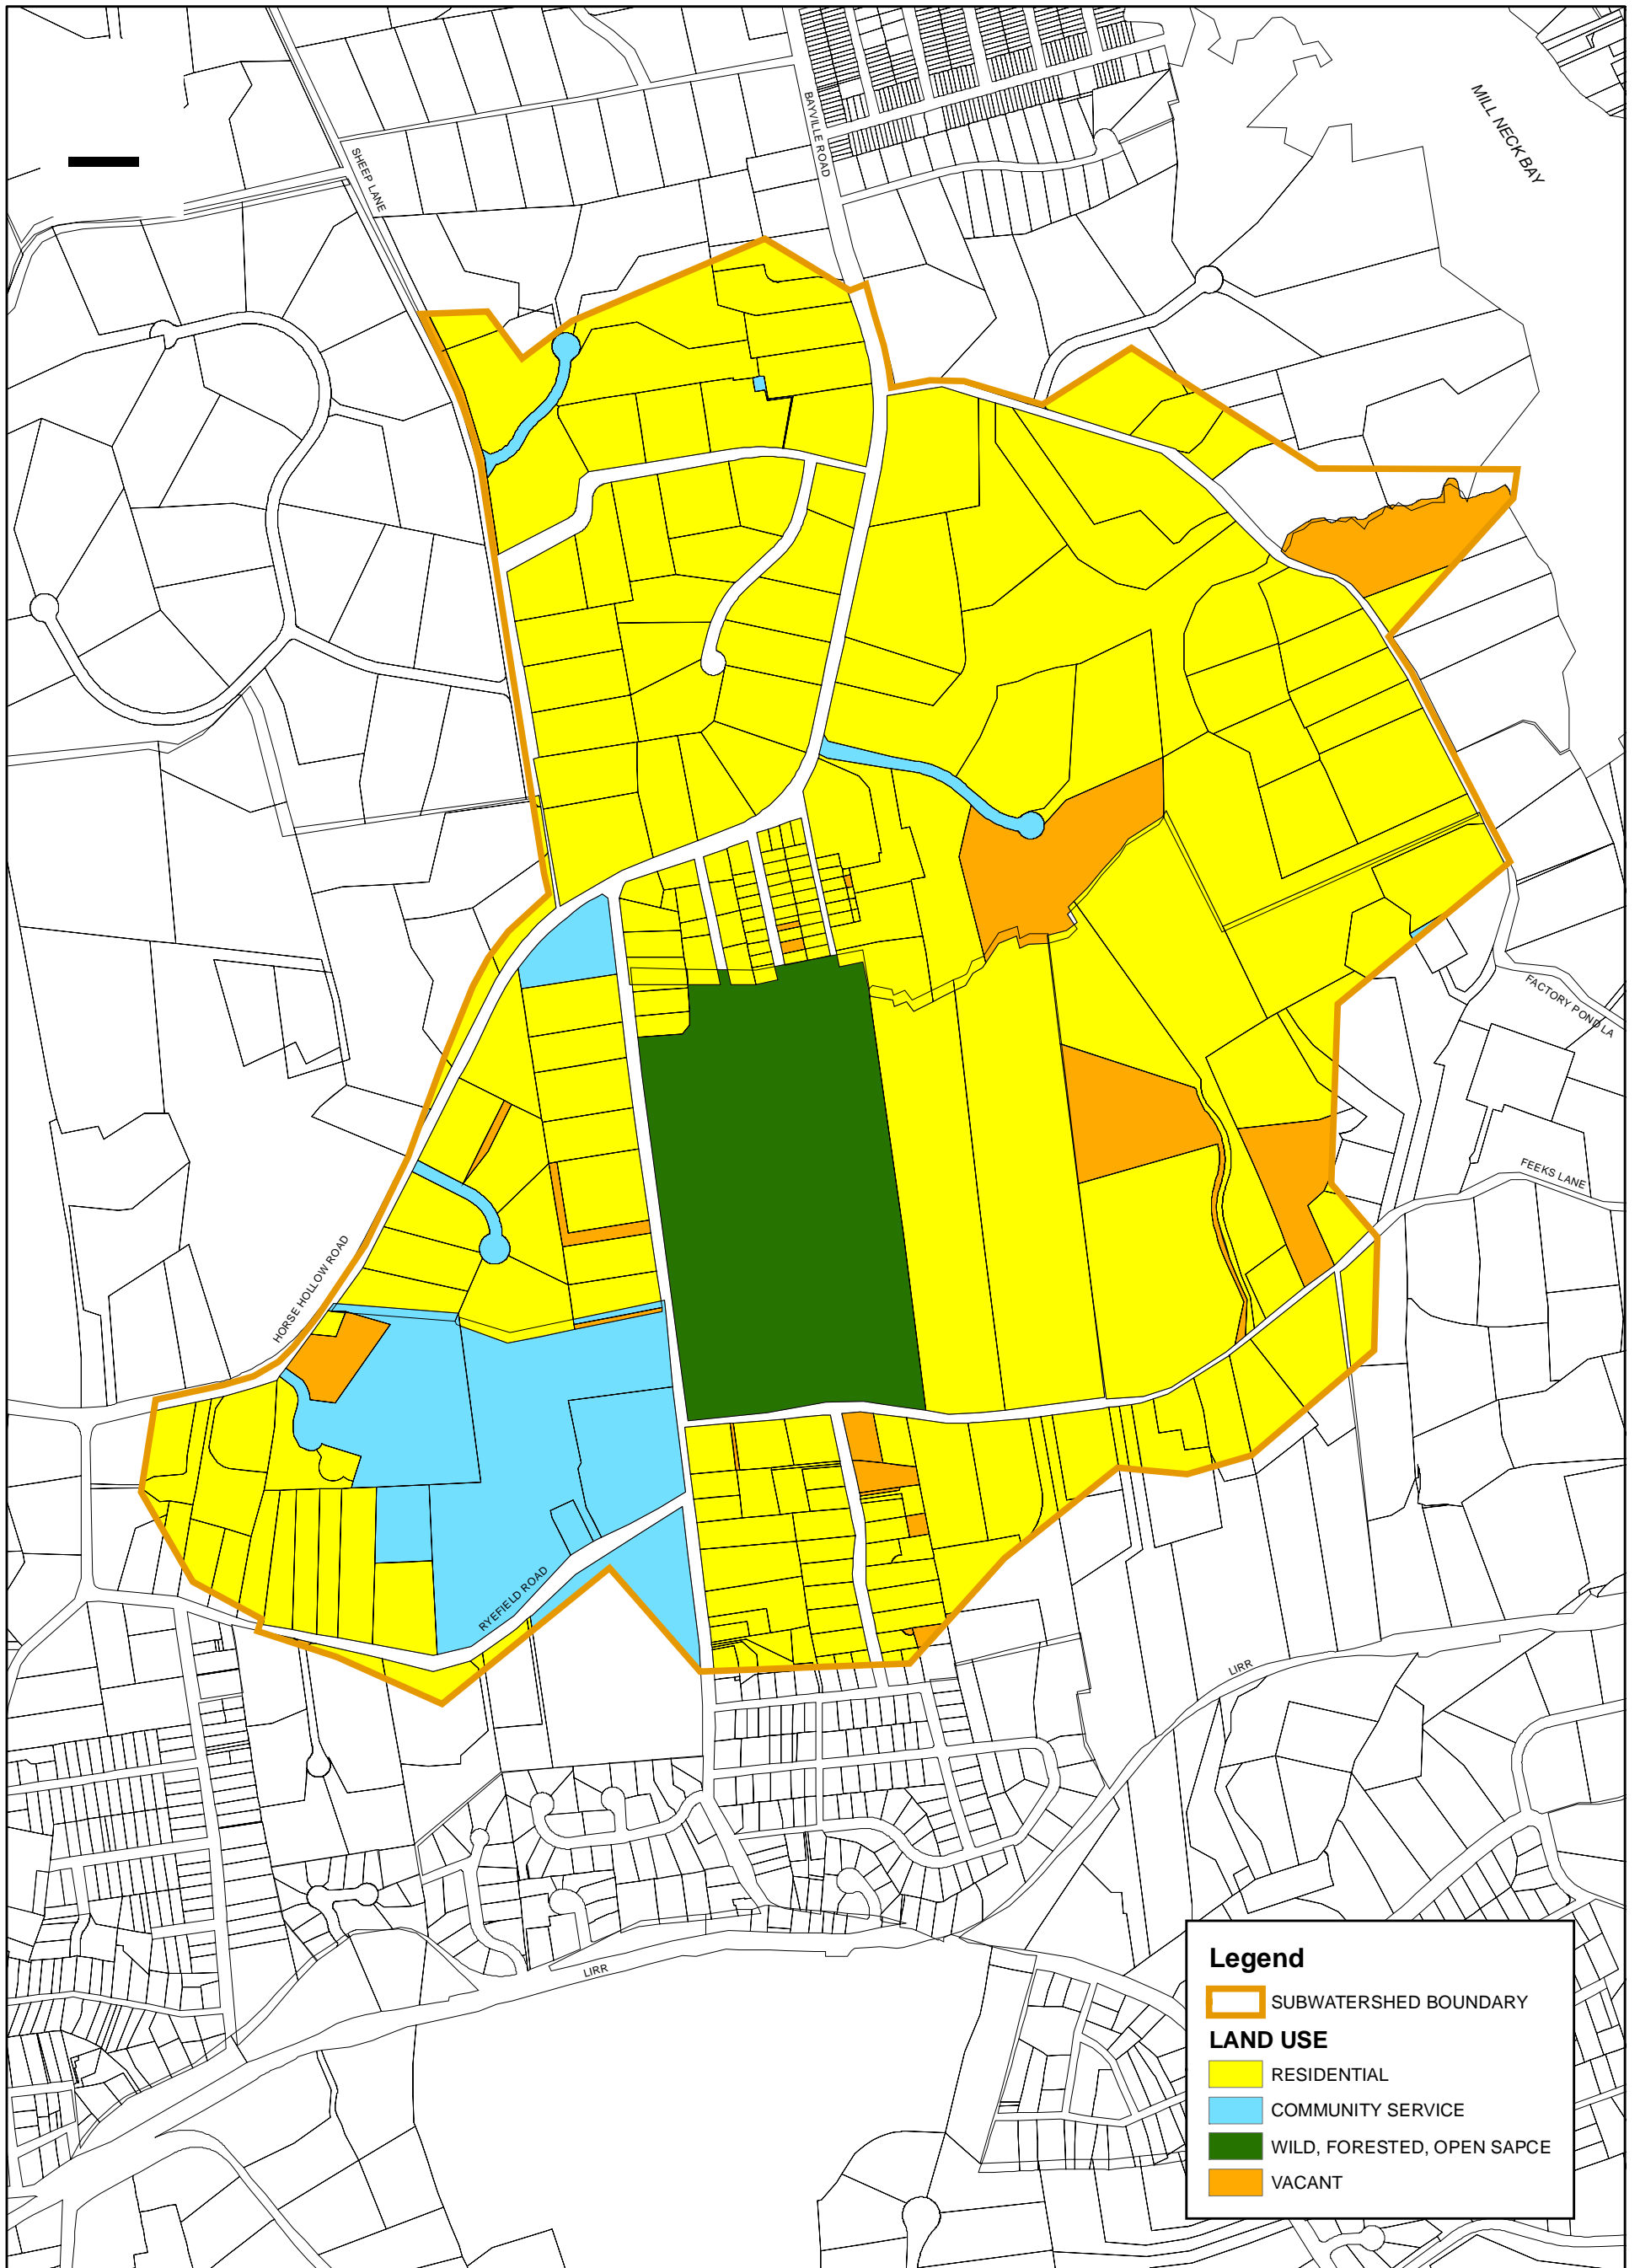 MILL NECK BAY
BAYVILLE ROAD
SHEEP LANE
FACTORY POND LA
FEEKS LANE
HORSE HOLLOW ROAD
RYEFIELD ROAD
LIRR
LIRR
Legend
SUBWATERSHED BOUNDARY
LAND USE
RESIDENTIAL
COMMUNITY SERVICE
WILD, FORESTED, OPEN SAPCE
VACANT